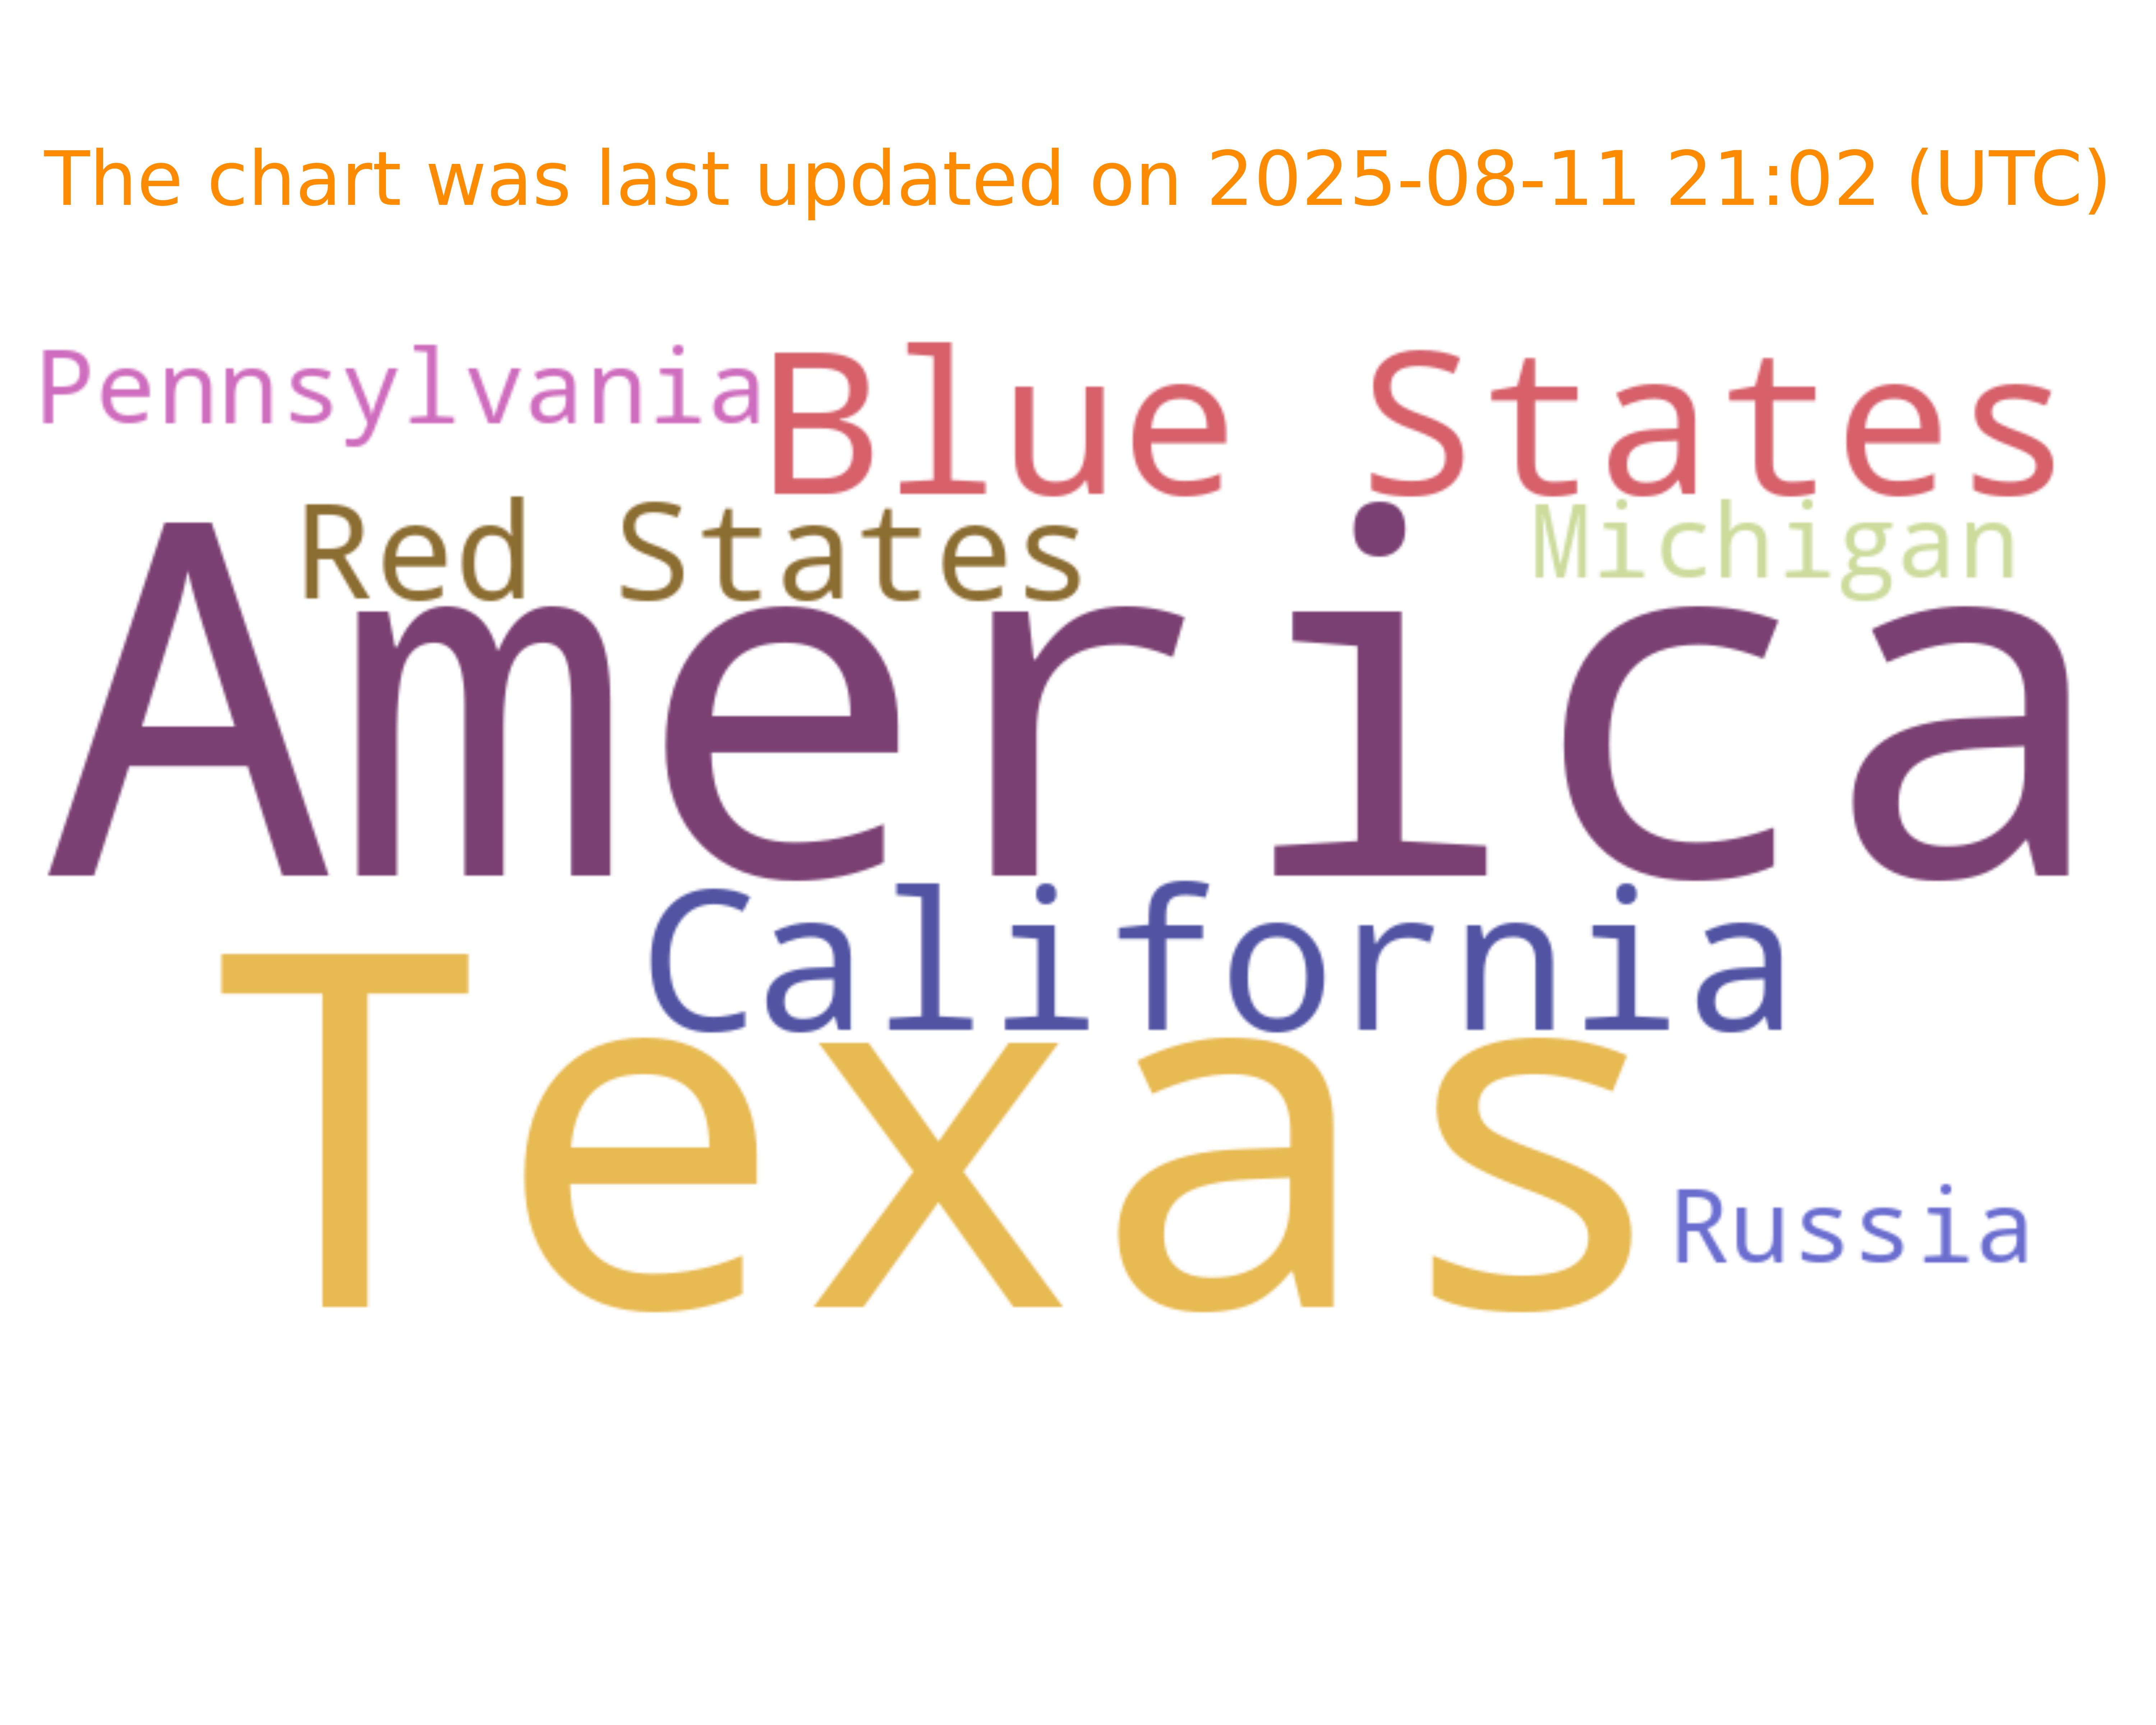 The chart was last updated on 2025-08-11 21:02 (UTC)
Pennsylvania Blue States
Red States Michigan
America
California
Texas
Russia